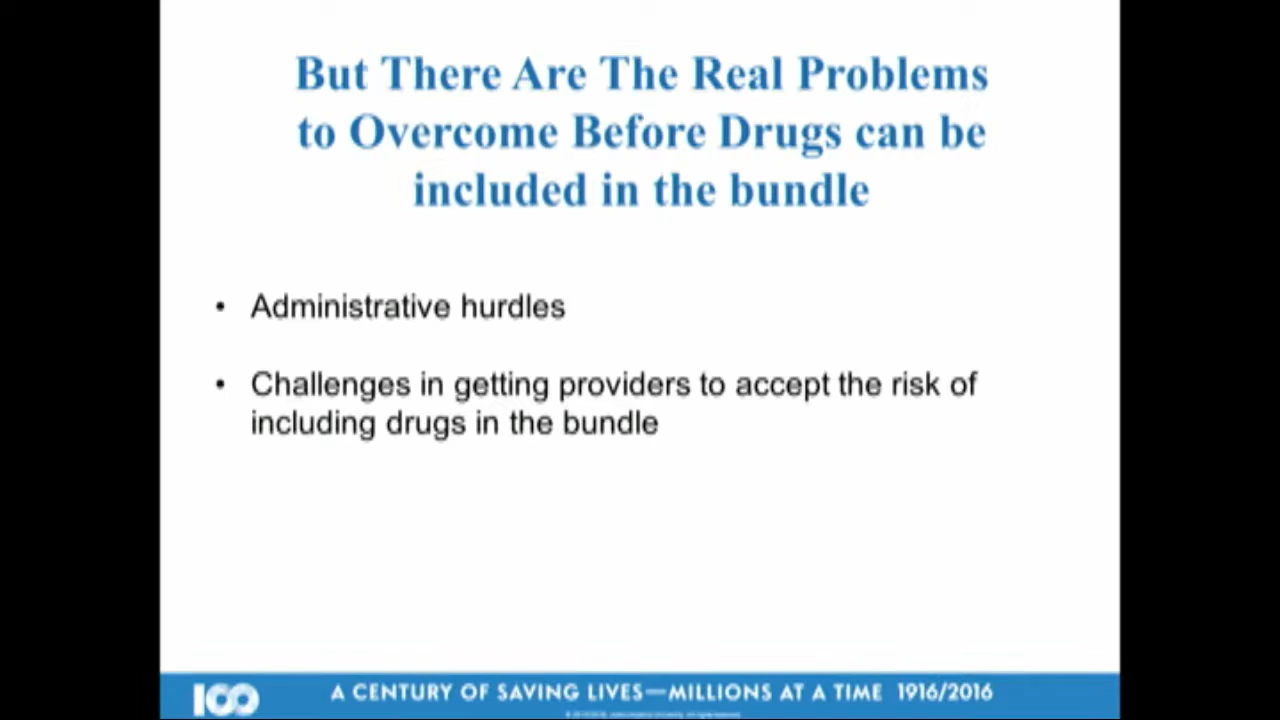 But There Are The Real Problems
to Overcome Before Drugs can be
included in the bundle
• Administrative hurdles
• Challenges in getting providers to accept the risk of
including drugs in the bundle
100
A CENTURY OF SAVING LIVES—MILLIONS AT A TIME 1916/2016